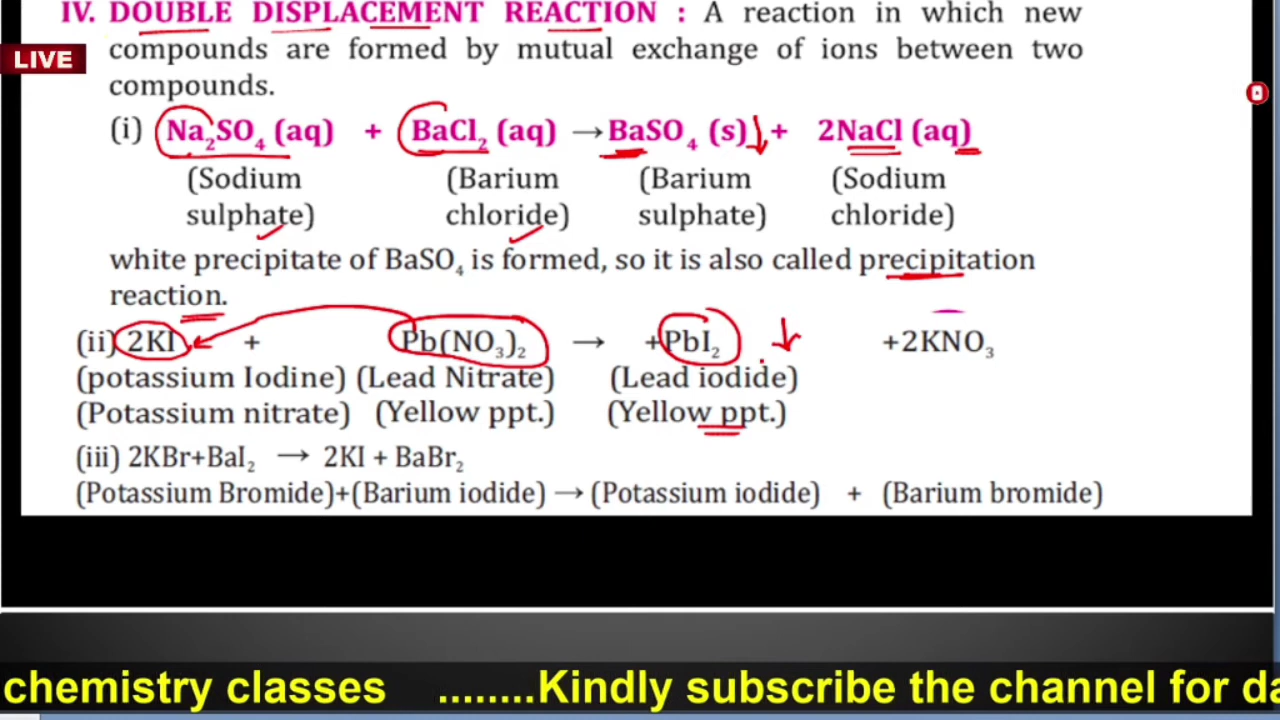 IV. DOUBLE DISPLACEMENT REACTION : A reaction in which new
LIVE
compounds are formed by mutual exchange of ions between two
compounds.
(i) Na₂SO₄ (aq) + BaCl₂ (aq) → BaSO₄ (s) + 2NaCl (aq)
(Sodium (Barium (Barium (Sodium
sulphate) chloride) sulphate) chloride)
white precipitate of BaSO₄ is formed, so it is also called precipitation
reaction.
(ii) 2KI + Pb(NO₃)₂ → +PbI₂ ↓ +2KNO₃
(potassium Iodine) (Lead Nitrate) (Lead iodide)
(Potassium nitrate) (Yellow ppt.) (Yellow ppt.)
(iii) 2KBr+BaI₂ → 2KI + BaBr₂
(Potassium Bromide)+(Barium iodide) → (Potassium iodide) + (Barium bromide)
chemistry classes ........Kindly subscribe the channel for da